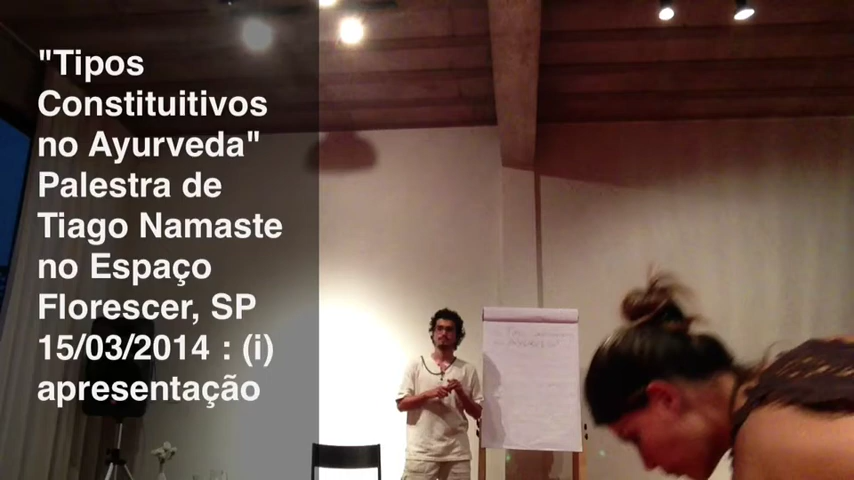 "Tipos
Constituitivos
no Ayurveda"
Palestra de
Tiago Namaste
no Espaço
Florescer, SP
15/03/2014 : (i)
apresentação